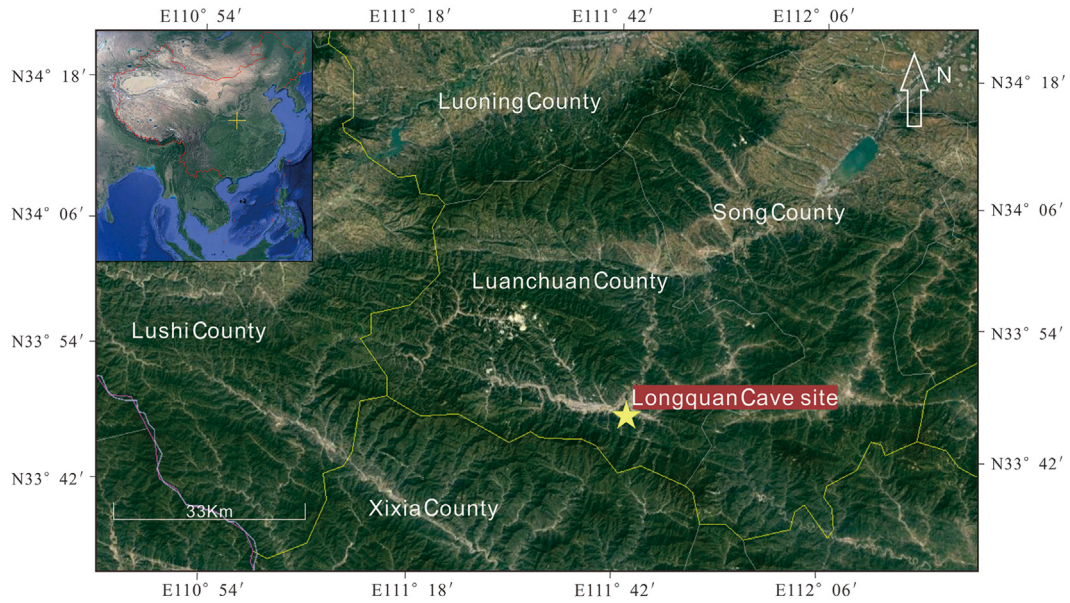 E110° 54′ E111° 18′ E111° 42′ E112° 06′
N34° 18′ N34° 18′
N
Luoning County
N34° 06′ N34° 06′
Song County
Luanchuan County
Lushi County
N33° 54′ N33° 54′
Longquan Cave site
N33° 42′ N33° 42′
Xixia County
33Km
E110° 54′ E111° 18′ E111° 42′ E112° 06′